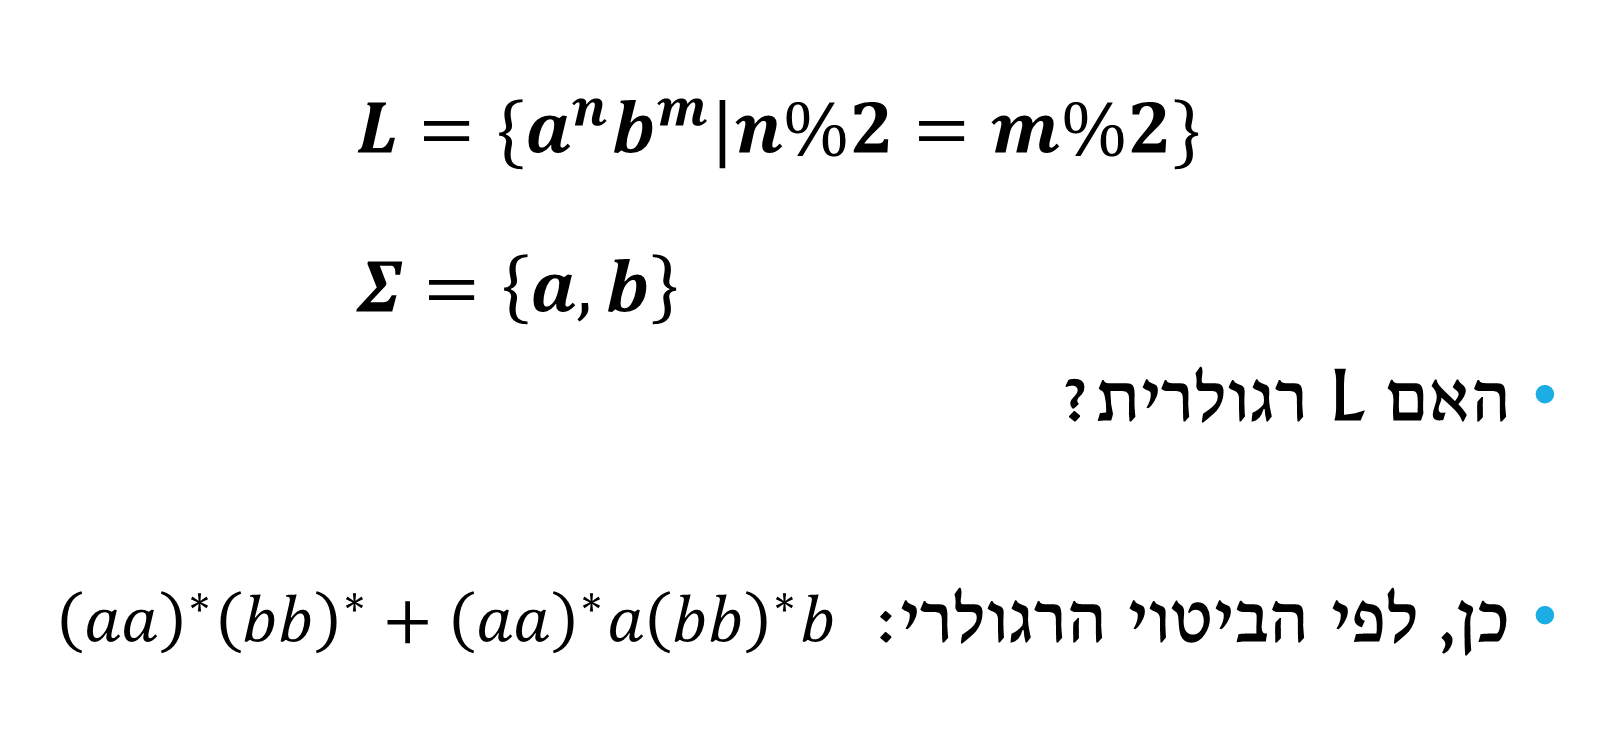 L = {aⁿbᵐ|n%2 = m%2}
Σ = {a, b}
• האם L רגולרית?
• כן, לפי הביטוי הרגולרי: (aa)*(bb)* + (aa)*a(bb)*b